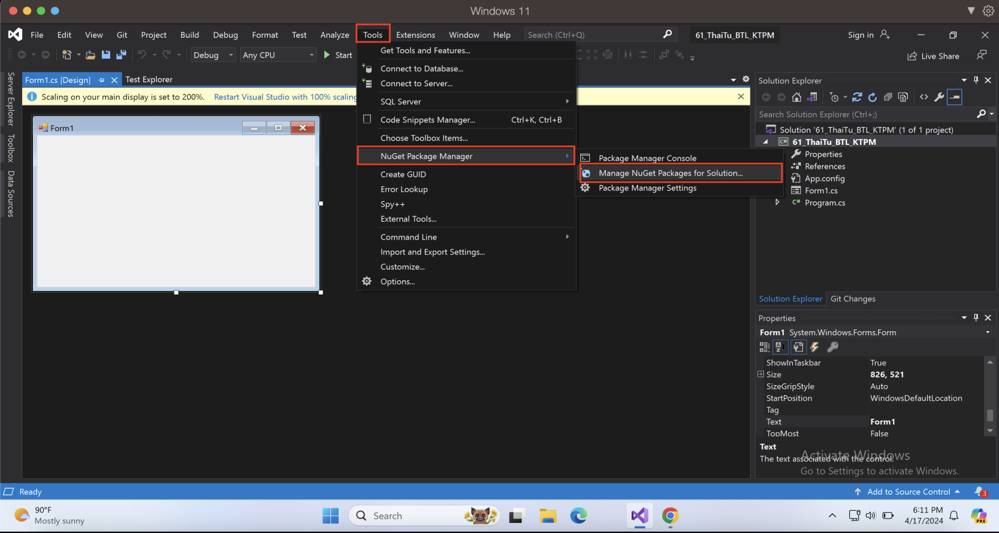 Windows 11
File Edit View Git Project Build Debug Format Test Analyze Tools Extensions Window Help Search (Ctrl+Q) 61_ThaiTu_BTL_KTPM Sign in
Debug Any CPU Start Live Share
Server Explorer
Toolbox
Data Sources
Form1.cs [Design] Test Explorer
Scaling on your main display is set to 200%. Restart Visual Studio with 100% scaling
Form1
Get Tools and Features...
Connect to Database...
Connect to Server...
SQL Server
Code Snippets Manager... Ctrl+K, Ctrl+B
Choose Toolbox Items...
NuGet Package Manager
Create GUID
Error Lookup
Spy++
External Tools...
Command Line
Import and Export Settings...
Customize...
Options...
Package Manager Console
Manage NuGet Packages for Solution...
Package Manager Settings
Solution Explorer
Search Solution Explorer (Ctrl+;)
Solution '61_ThaiTu_BTL_KTPM' (1 of 1 project)
C# 61_ThaiTu_BTL_KTPM
Properties
References
App.config
Form1.cs
C# Program.cs
Solution Explorer Git Changes
Properties
Form1 System.Windows.Forms.Form
ShowInTaskbar True
Size 826, 521
SizeGripStyle Auto
StartPosition WindowsDefaultLocation
Tag
Text Form1
TopMost False
Text
The text associated with the control.
Activate Windows
Go to Settings to activate Windows.
Ready Add to Source Control 3
90°F
Mostly sunny
Search
6:11 PM
4/17/2024
PRE